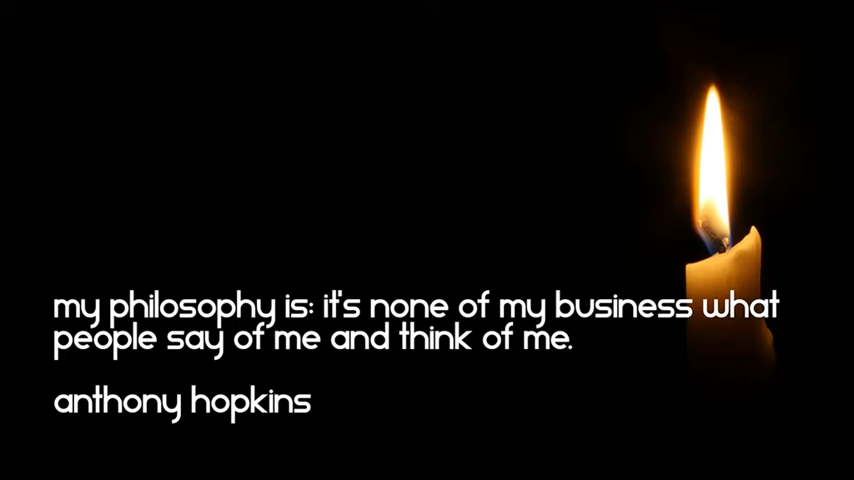 my philosophy is: it's none of my business what
people say of me and think of me.
anthony hopkins